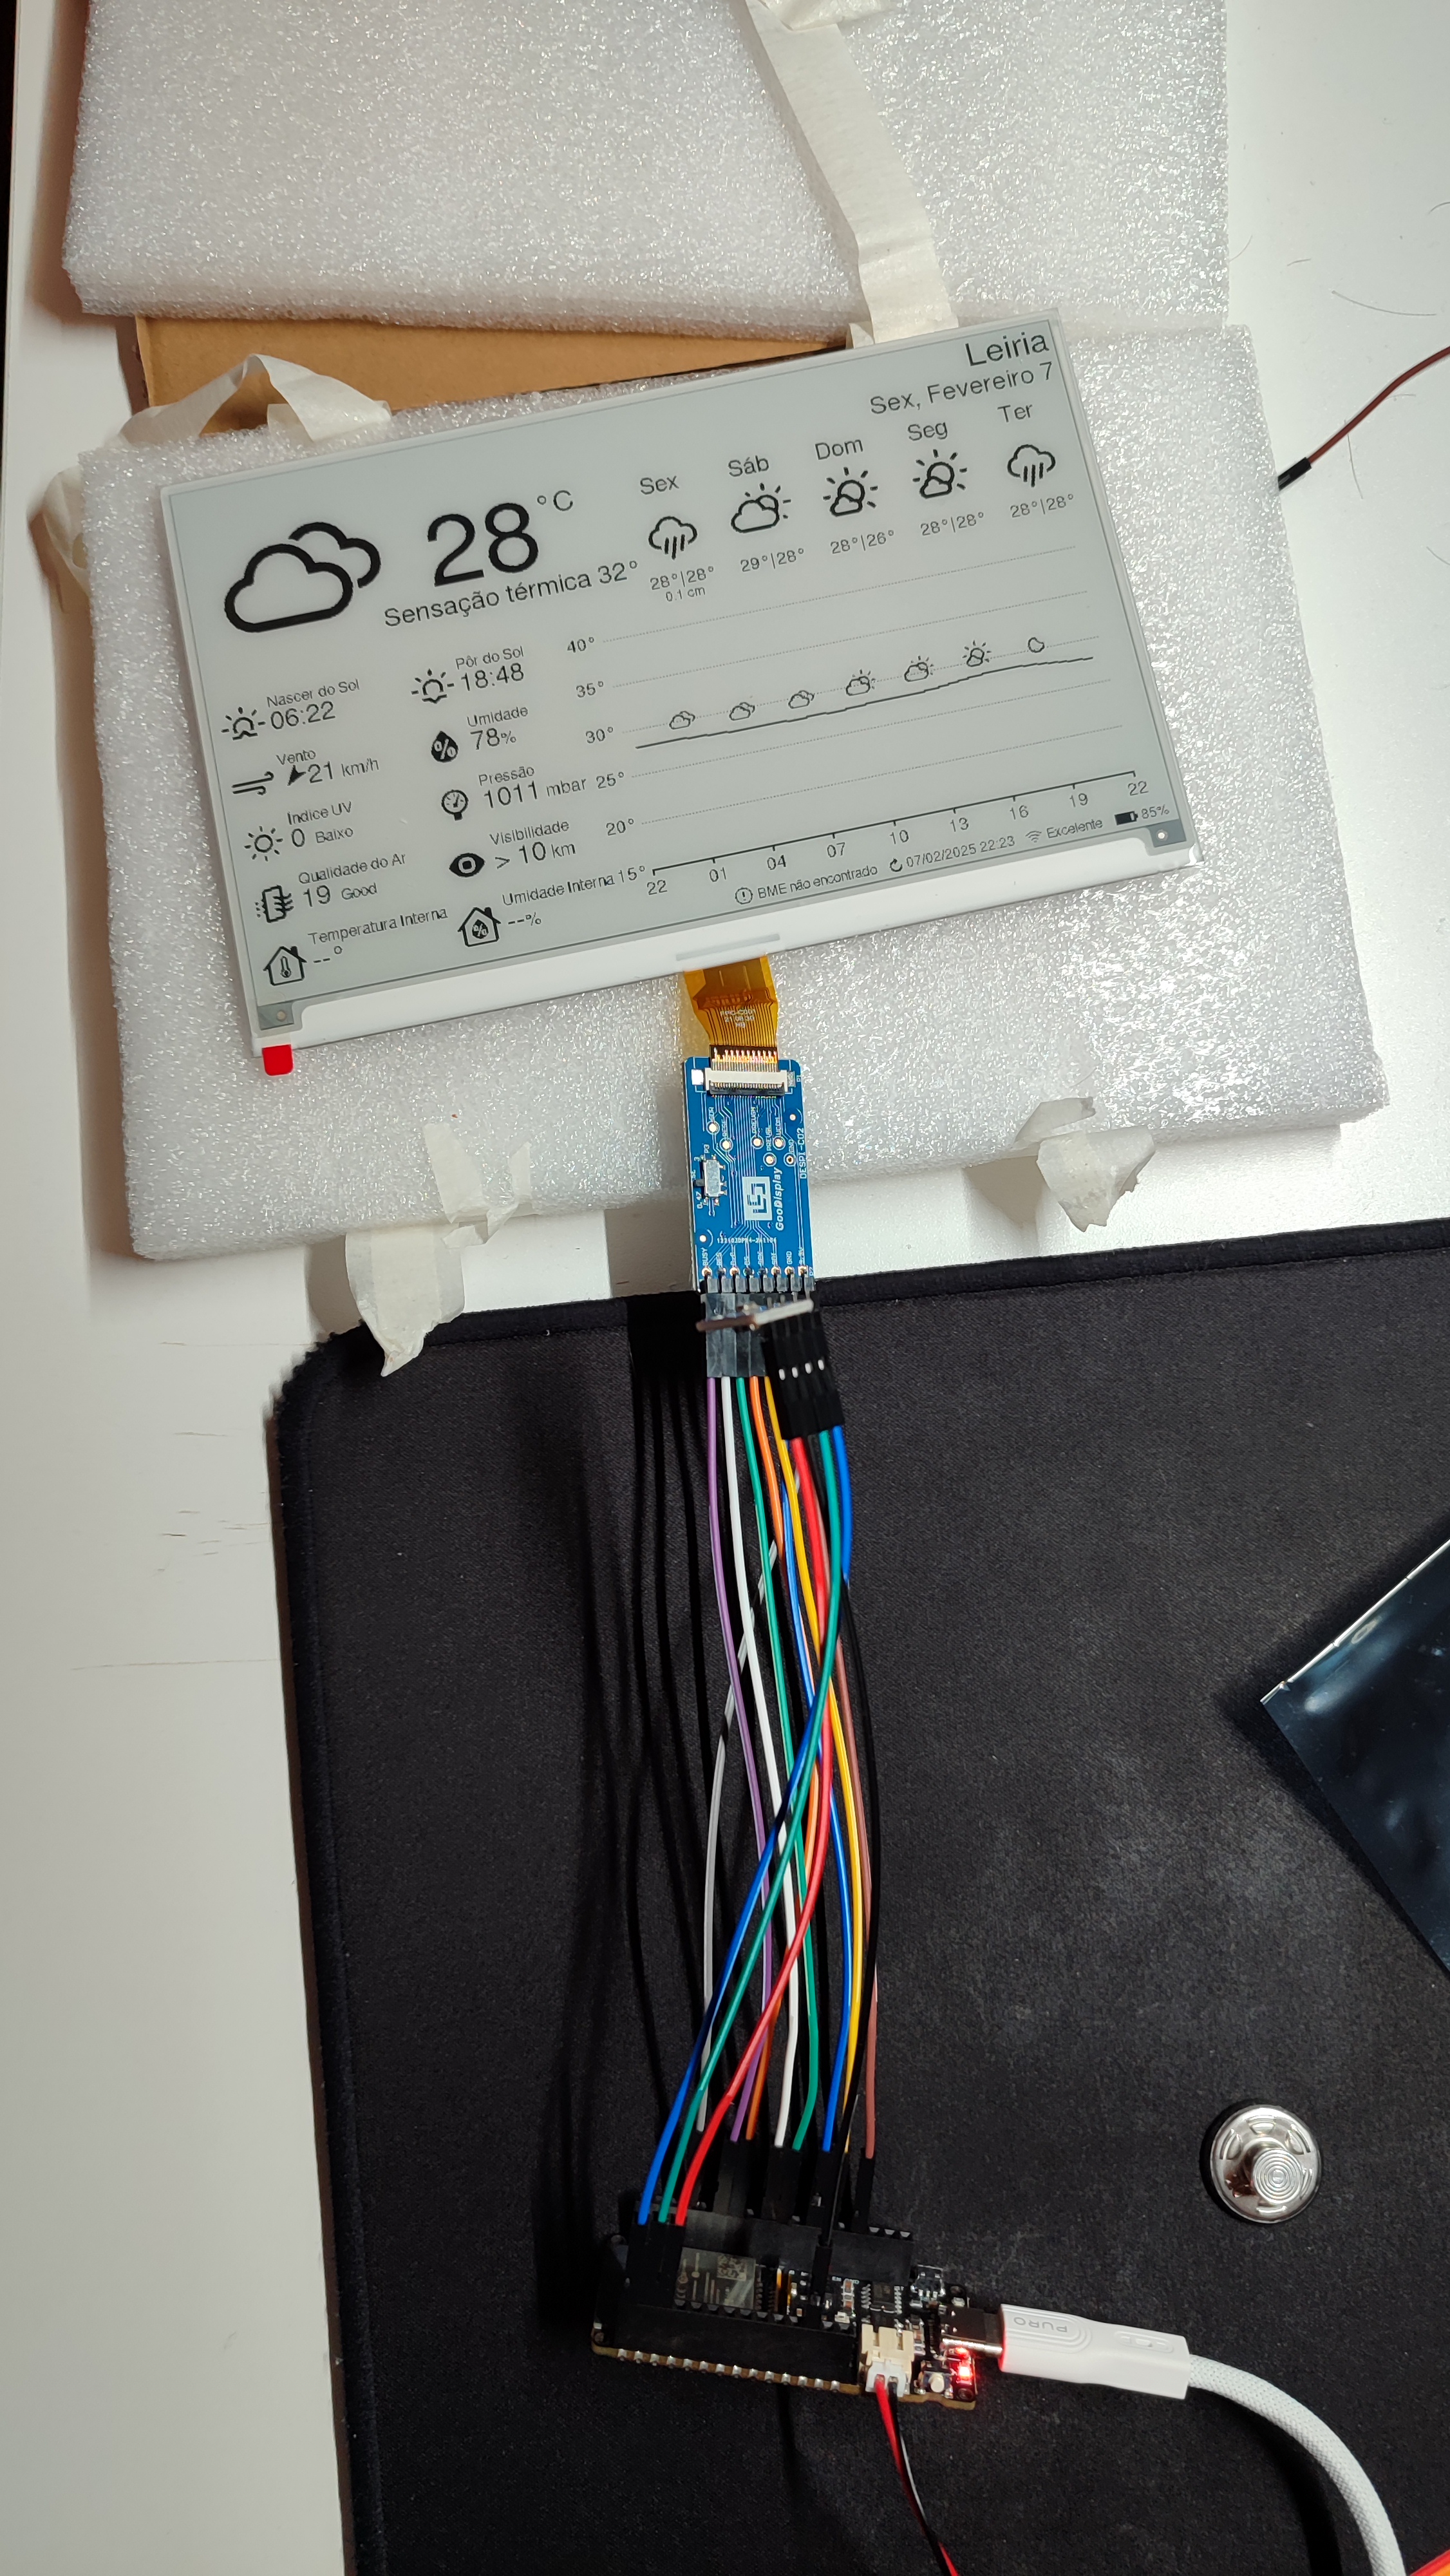 Leiria
Sex, Fevereiro 7
28 °C
Sensação térmica 32°
Sex
Sáb
Dom
Seg
Ter
28°|28°
29°|28°
28°|26°
28°|28°
28°|28°
0.1 cm
Nascer do Sol
06:22
Pôr do Sol
18:48
Vento
21 km/h
Umidade
78%
Índice UV
0 Baixo
Pressão
1011 mbar
Qualidade do Ar
19 Good
Visibilidade
> 10 km
Temperatura Interna
--°
Umidade Interna
--%
40°
35°
30°
25°
20°
15°
22 01 04 07 10 13 16 19 22
BME não encontrado 07/02/2025 22:23 Excelente 85%
DESPI-C02
GooDisplay
BUSY
GND
PURO